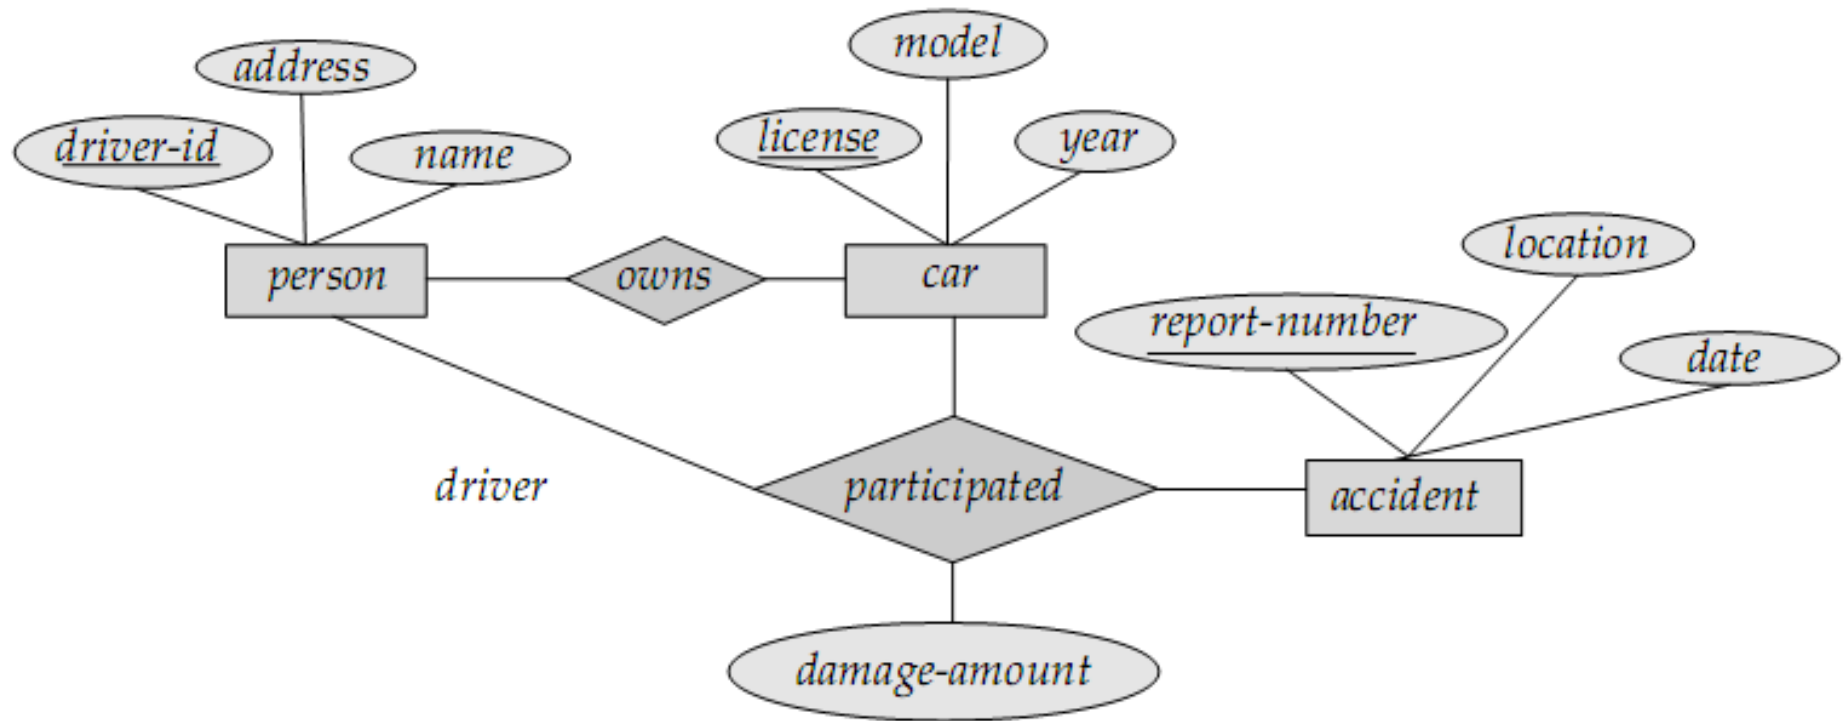 model
address
driver-id
name
license
year
location
person
owns
car
report-number
date
driver
participated
accident
damage-amount